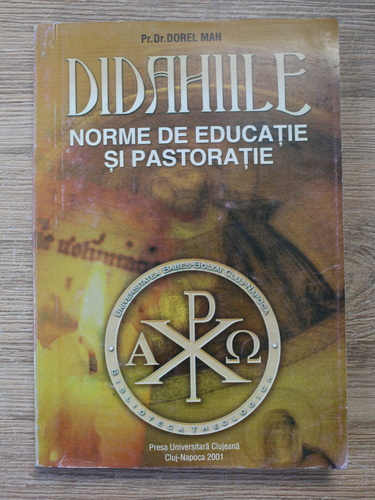 Pr.Dr.DOREL MAN
DIDAHIILE
NORME DE EDUCAȚIE
ȘI PASTORAȚIE
UNIVERSITATEA BABEȘ-BOLYAI CLUJ-NAPOCA
A P Ω
BIBLIOTECA THEOLOGICA
Presa Universitară Clujeană
Cluj-Napoca 2001